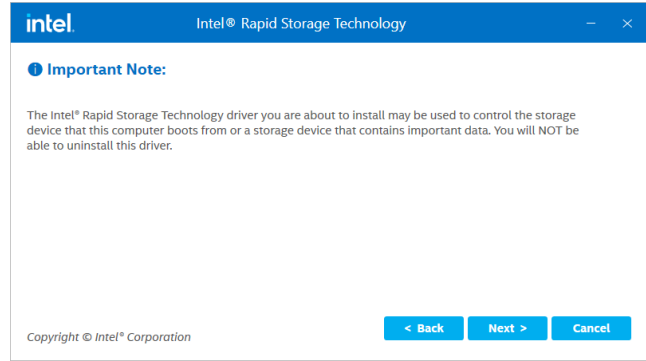 intel.
Intel® Rapid Storage Technology
Important Note:
The Intel® Rapid Storage Technology driver you are about to install may be used to control the storage
device that this computer boots from or a storage device that contains important data. You will NOT be
able to uninstall this driver.
Copyright © Intel® Corporation
< Back
Next >
Cancel